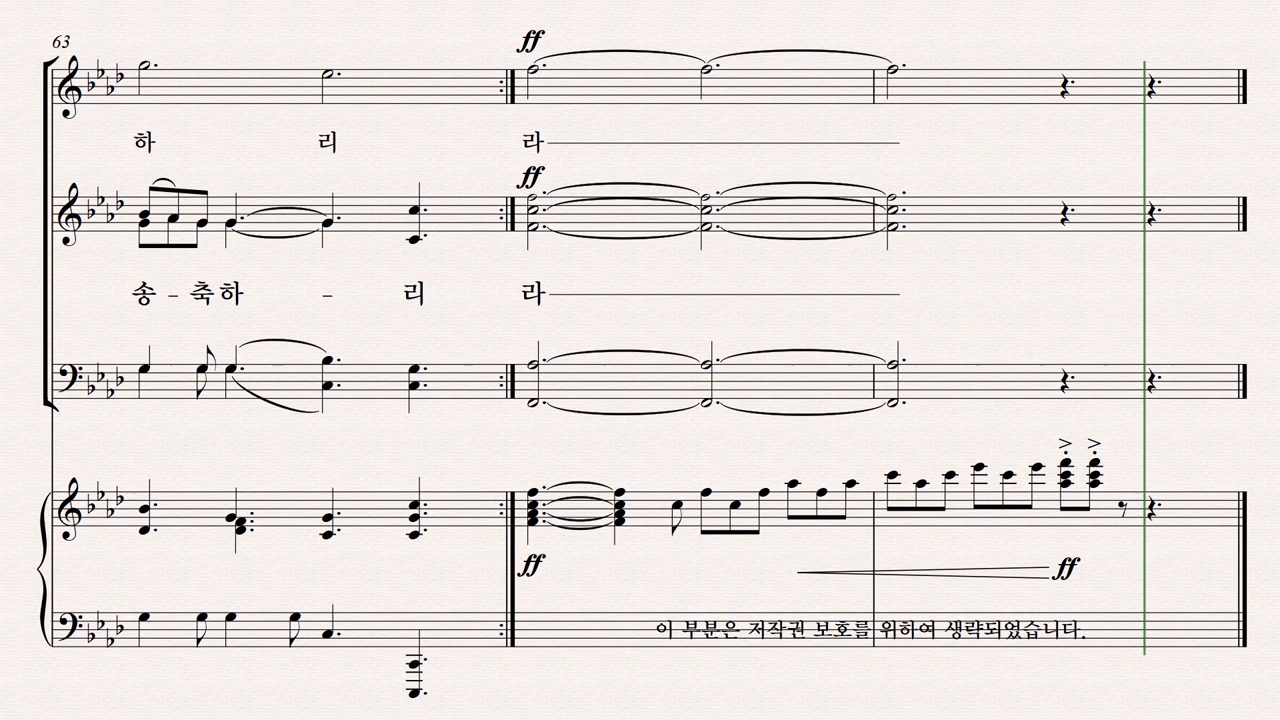 63
ff
하 리 라
ff
송 - 축 하 - 리 라
ff ff
이 부분은 저작권 보호를 위하여 생략되었습니다.